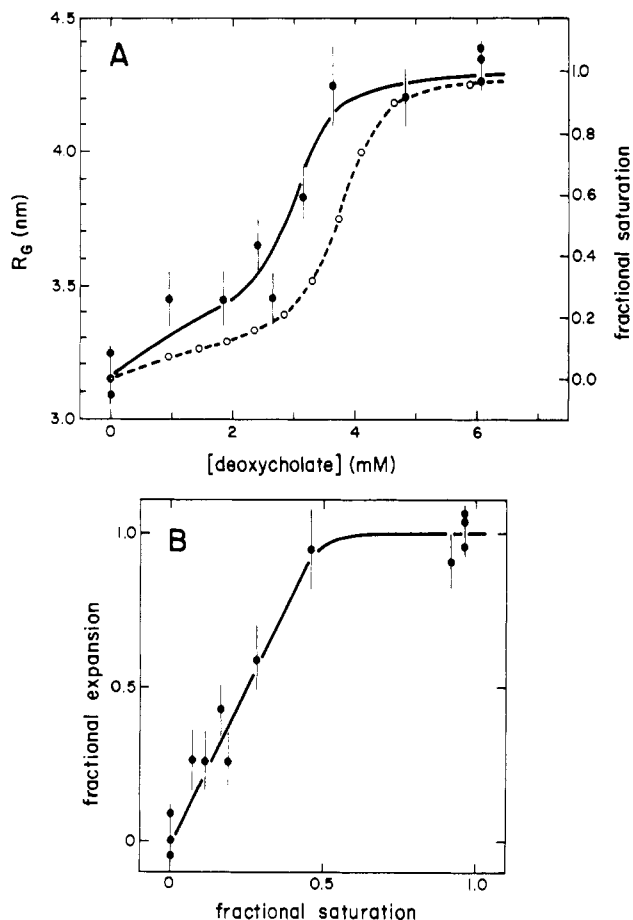 A
4.5
4.0
3.5
3.0
R_G (nm)
1.0
0.8
0.6
0.4
0.2
0.0
fractional saturation
0
2
4
6
[deoxycholate] (mM)
B
1.0
0.5
0
fractional expansion
0
0.5
1.0
fractional saturation